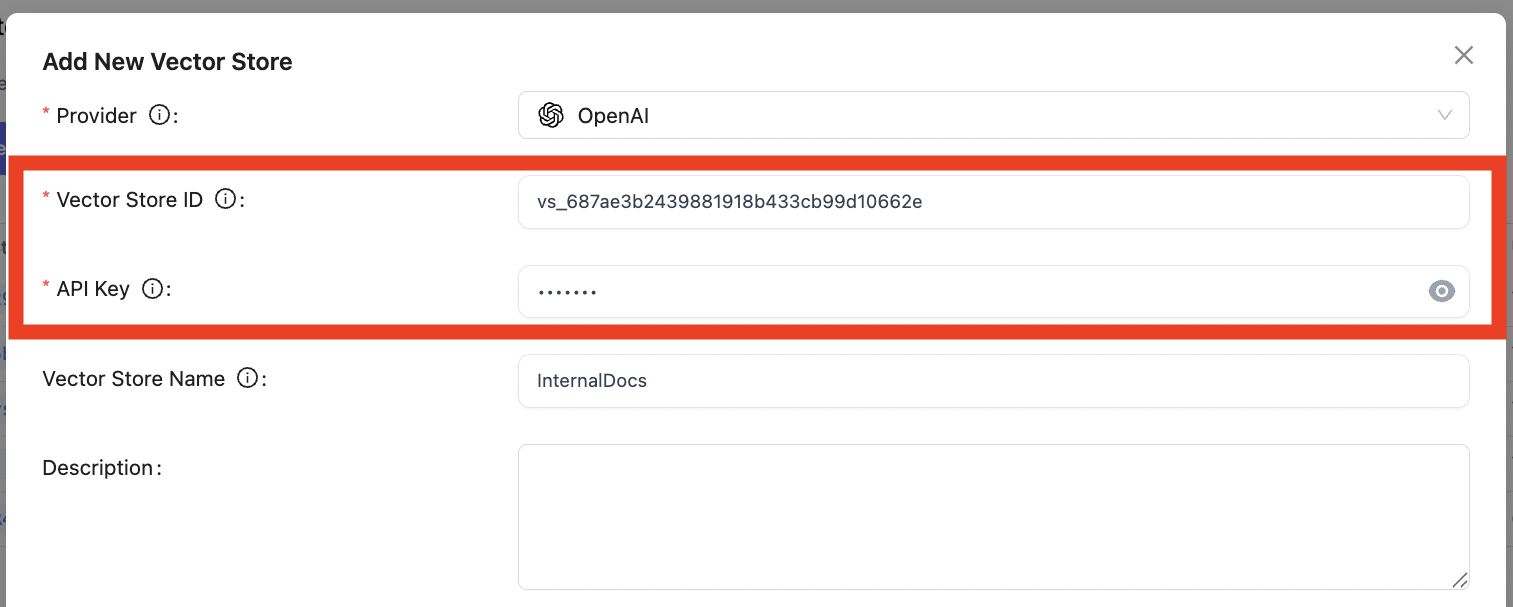 Add New Vector Store
* Provider ⓘ: OpenAI
* Vector Store ID ⓘ: vs_687ae3b2439881918b433cb99d10662e
* API Key ⓘ: •••••••
Vector Store Name ⓘ: InternalDocs
Description: